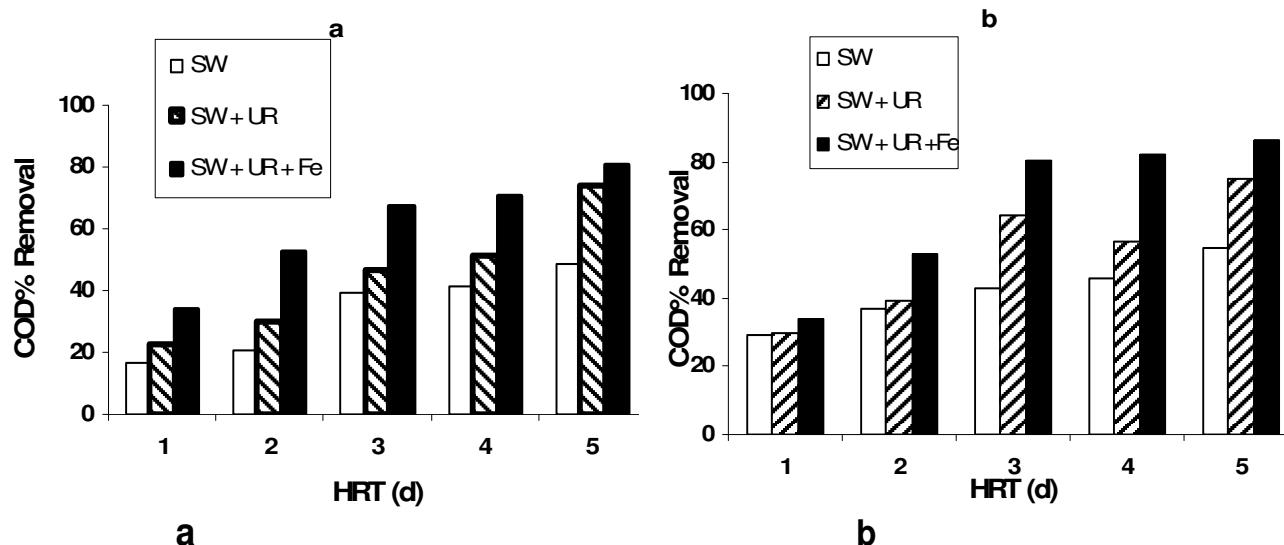 a
SW
SW + UR
SW + UR + Fe
100
80
60
40
20
0
COD% Removal
1 2 3 4 5
HRT (d)
a
b
SW
SW + UR
SW + UR +Fe
100
80
60
40
20
0
COD% Removal
1 2 3 4 5
HRT (d)
b